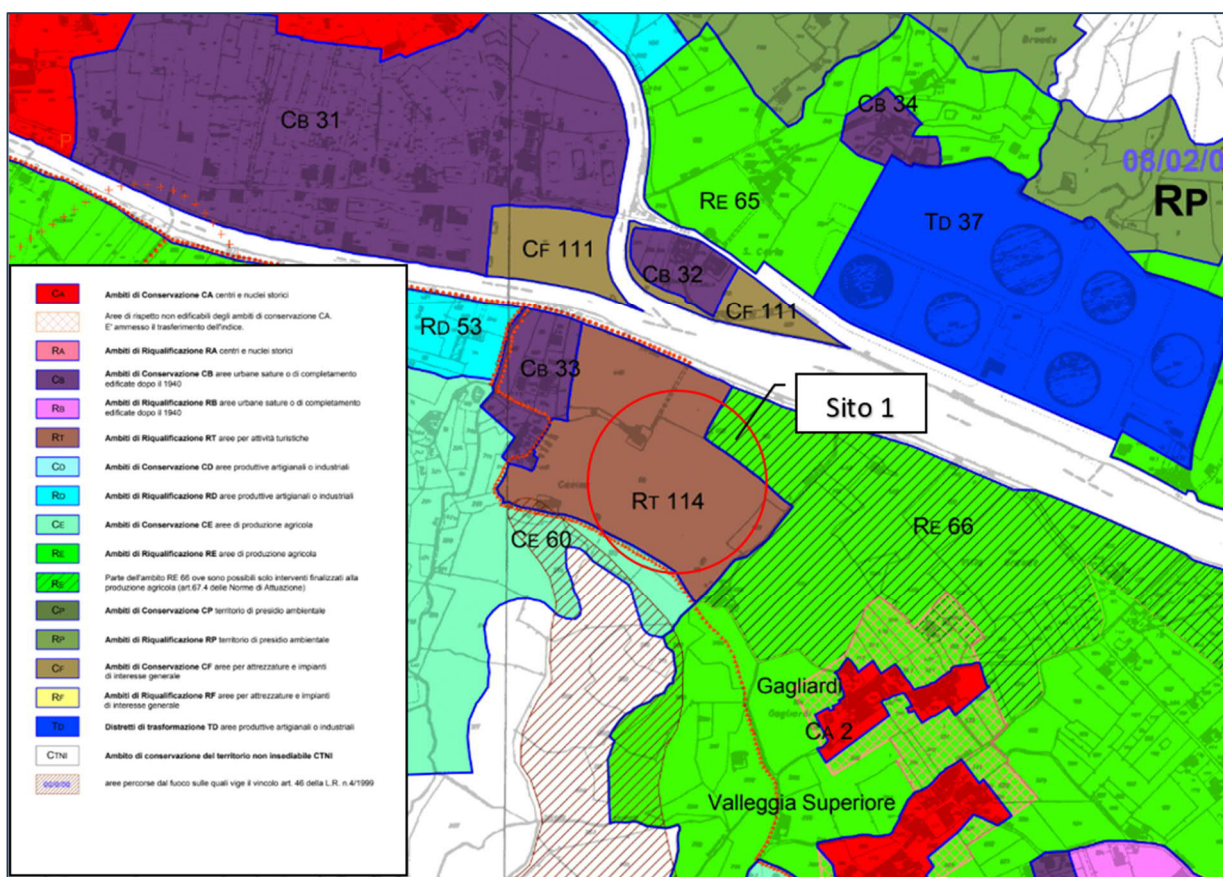 CB 31
CB 34
08/02/0
RP
RE 65
TD 37
P
CF 111
CB 32
CF 111
S. Carlo
RD 53
CB 33
Sito 1
RT 114
RE 66
CE 60
Gagliardi
CA 2
Valleggia Superiore
CA Ambiti di Conservazione CA centri e nuclei storici
Aree di rispetto non edificabili degli ambiti di conservazione CA.
E' ammesso il trasferimento dell'indice.
RA Ambiti di Riqualificazione RA centri e nuclei storici
CB Ambiti di Conservazione CB aree urbane sature o di completamento
edificate dopo il 1940
RB Ambiti di Riqualificazione RB aree urbane sature o di completamento
edificate dopo il 1940
RT Ambiti di Riqualificazione RT aree per attività turistiche
CD Ambiti di Conservazione CD aree produttive artigianali o industriali
RD Ambiti di Riqualificazione RD aree produttive artigianali o industriali
CE Ambiti di Conservazione CE aree di produzione agricola
RE Ambiti di Riqualificazione RE aree di produzione agricola
RE Parte dell'ambito RE 66 ove sono possibili solo interventi finalizzati alla
produzione agricola (art.67.4 delle Norme di Attuazione)
CP Ambiti di Conservazione CP territorio di presidio ambientale
RP Ambiti di Riqualificazione RP territorio di presidio ambientale
CF Ambiti di Conservazione CF aree per attrezzature e impianti
di interesse generale
RF Ambiti di Riqualificazione RF aree per attrezzature e impianti
di interesse generale
TD Distretti di trasformazione TD aree produttive artigianali o industriali
CTNI Ambito di conservazione del territorio non insediabile CTNI
aree percorse dal fuoco sulle quali vige il vincolo art. 46 della L.R. n.4/1999